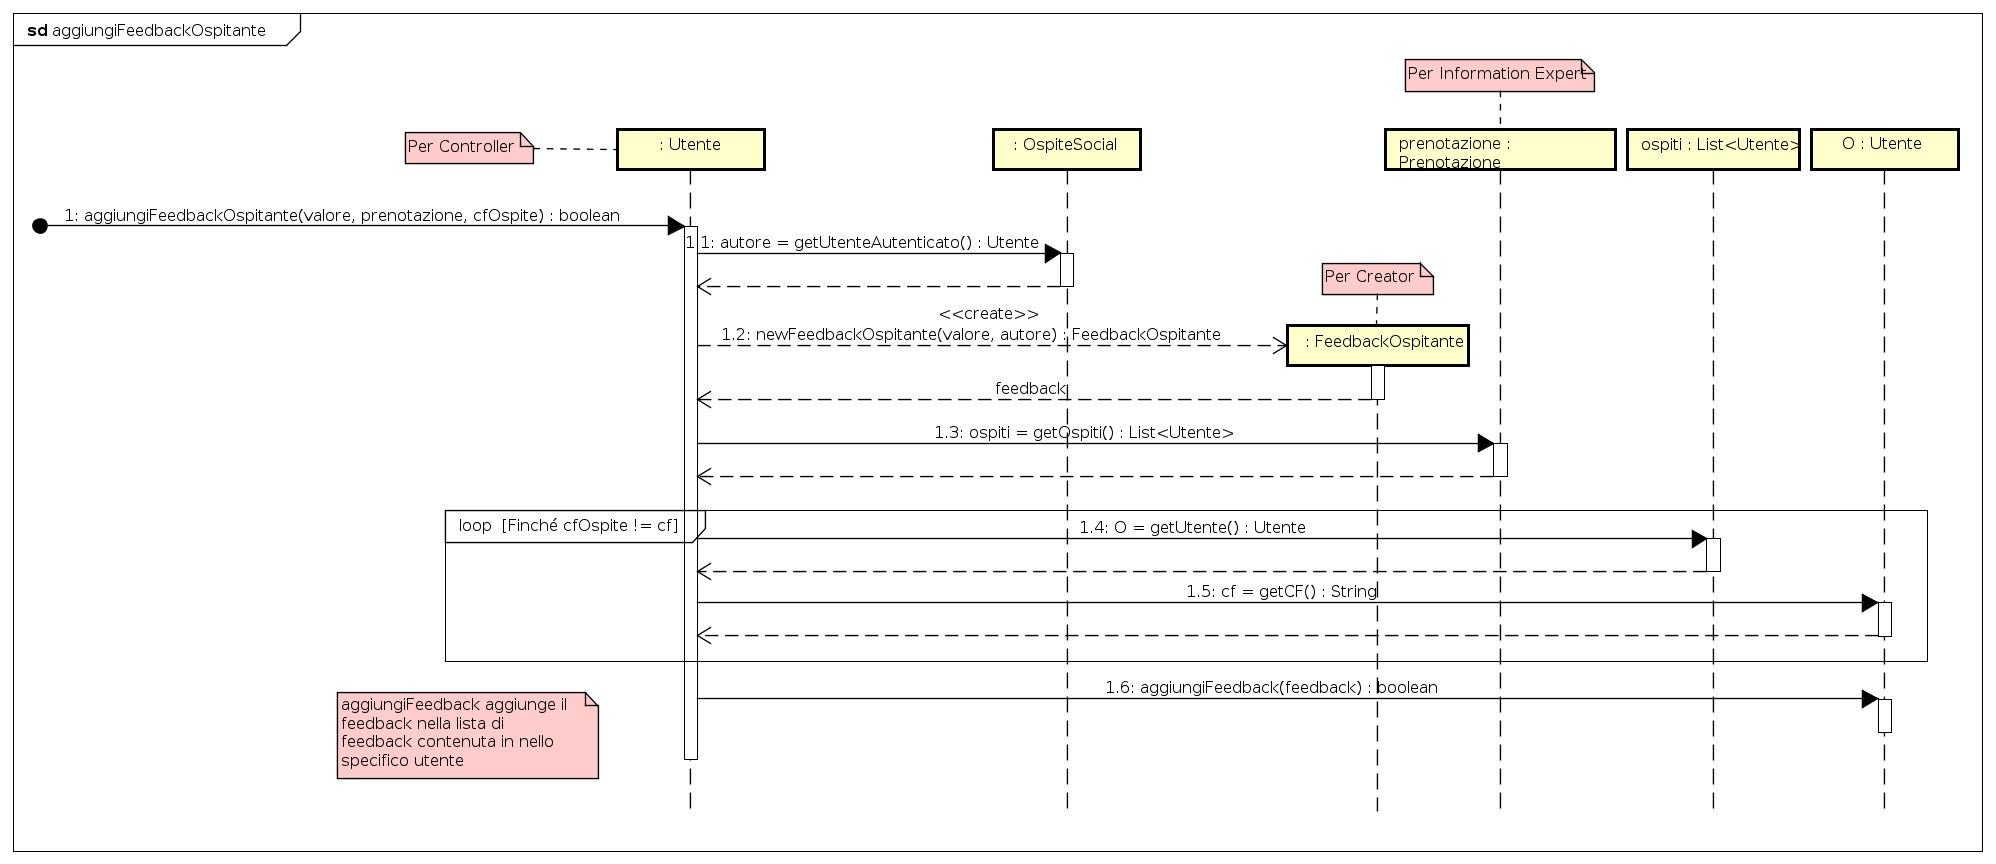 sd aggiungiFeedbackOspitante
Per Information Expert
Per Controller
: Utente
: OspiteSocial
prenotazione :
Prenotazione
ospiti : List<Utente>
O : Utente
1: aggiungiFeedbackOspitante(valore, prenotazione, cfOspite) : boolean
1.1: autore = getUtenteAutenticato() : Utente
Per Creator
<<create>>
1.2: newFeedbackOspitante(valore, autore) : FeedbackOspitante
: FeedbackOspitante
feedback
1.3: ospiti = getOspiti() : List<Utente>
loop [Finché cfOspite != cf]
1.4: O = getUtente() : Utente
1.5: cf = getCF() : String
1.6: aggiungiFeedback(feedback) : boolean
aggiungiFeedback aggiunge il
feedback nella lista di
feedback contenuta in nello
specifico utente